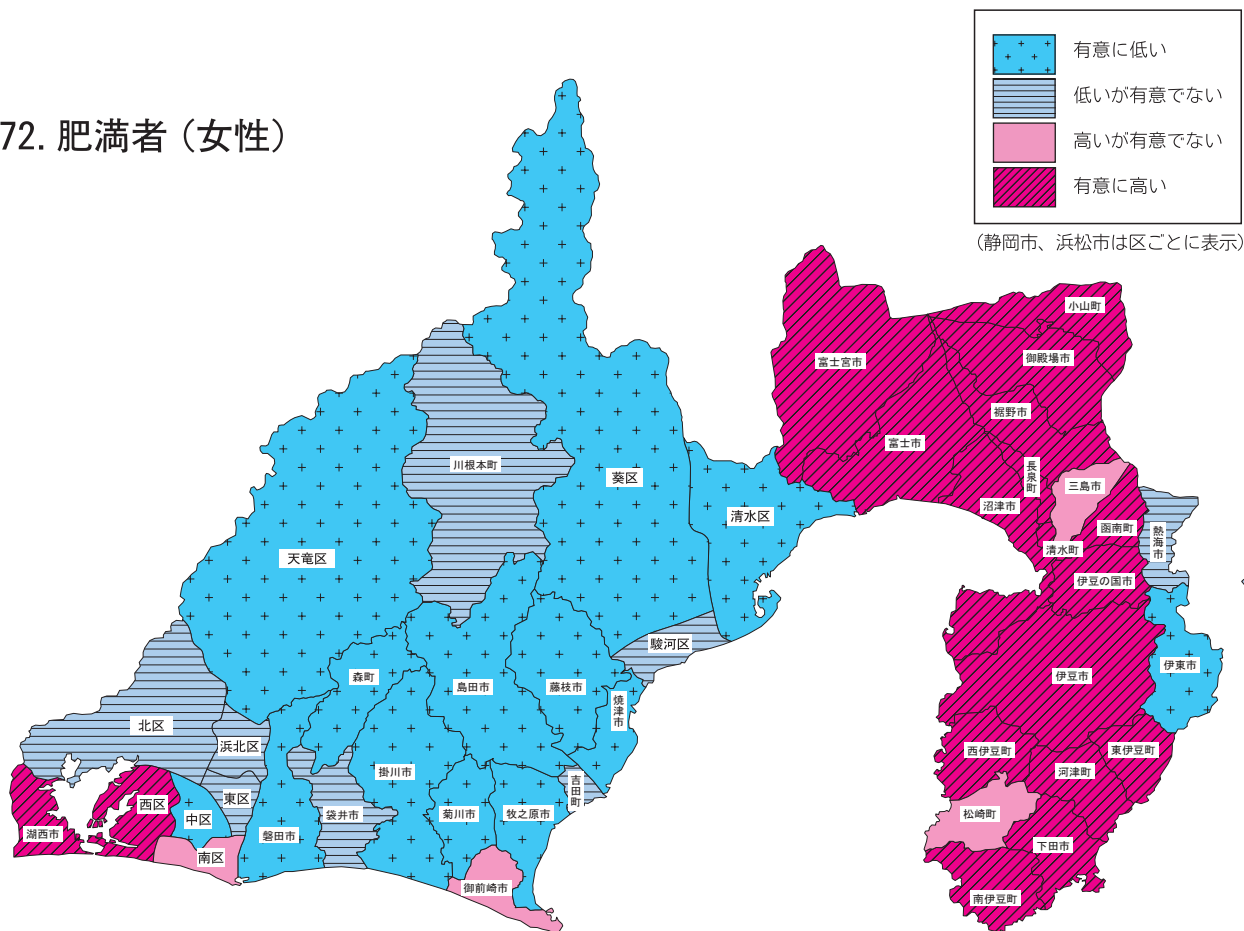 72. 肥満者（女性）
有意に低い
低いが有意でない
高いが有意でない
有意に高い
（静岡市、浜松市は区ごとに表示）
小山町
御殿場市
富士宮市
裾野市
富士市
長泉町
三島市
沼津市
函南町
熱海市
清水町
伊豆の国市
伊東市
伊豆市
西伊豆町
東伊豆町
河津町
松崎町
下田市
南伊豆町
川根本町
葵区
清水区
天竜区
駿河区
森町
島田市
藤枝市
焼津市
北区
浜北区
掛川市
吉田町
東区
西区
中区
袋井市
菊川市
牧之原市
磐田市
湖西市
南区
御前崎市